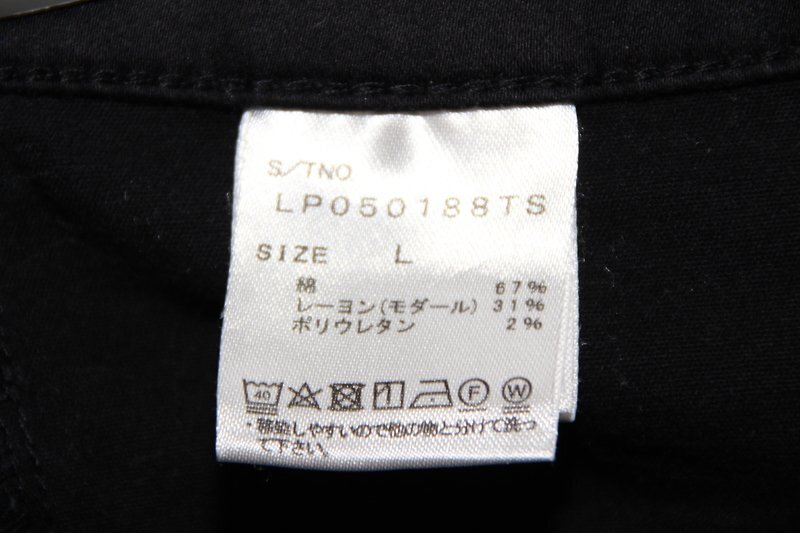 S/TNO
LP050188TS
SIZE L
綿 67%
レーヨン(モダール) 31%
ポリウレタン 2%
40 F W
・移染しやすいので他の物と分けて洗っ
て下さい。